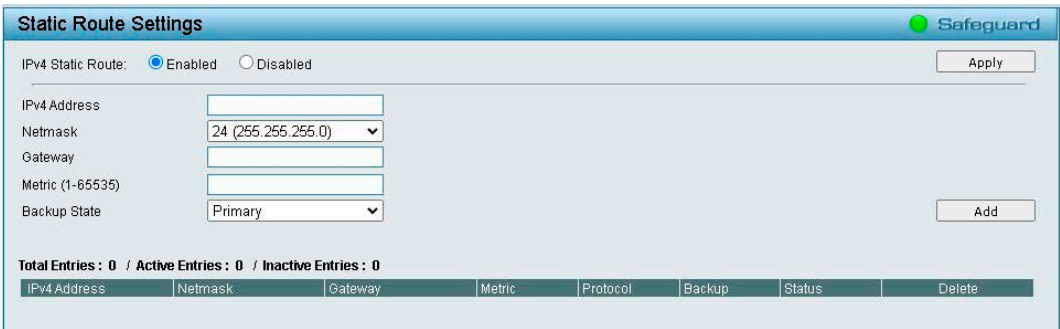 Static Route Settings Safeguard
IPv4 Static Route: Enabled Disabled Apply
IPv4 Address
Netmask 24 (255.255.255.0)
Gateway
Metric (1-65535)
Backup State Primary Add
Total Entries : 0 / Active Entries : 0 / Inactive Entries : 0
IPv4 Address Netmask Gateway Metric Protocol Backup Status Delete